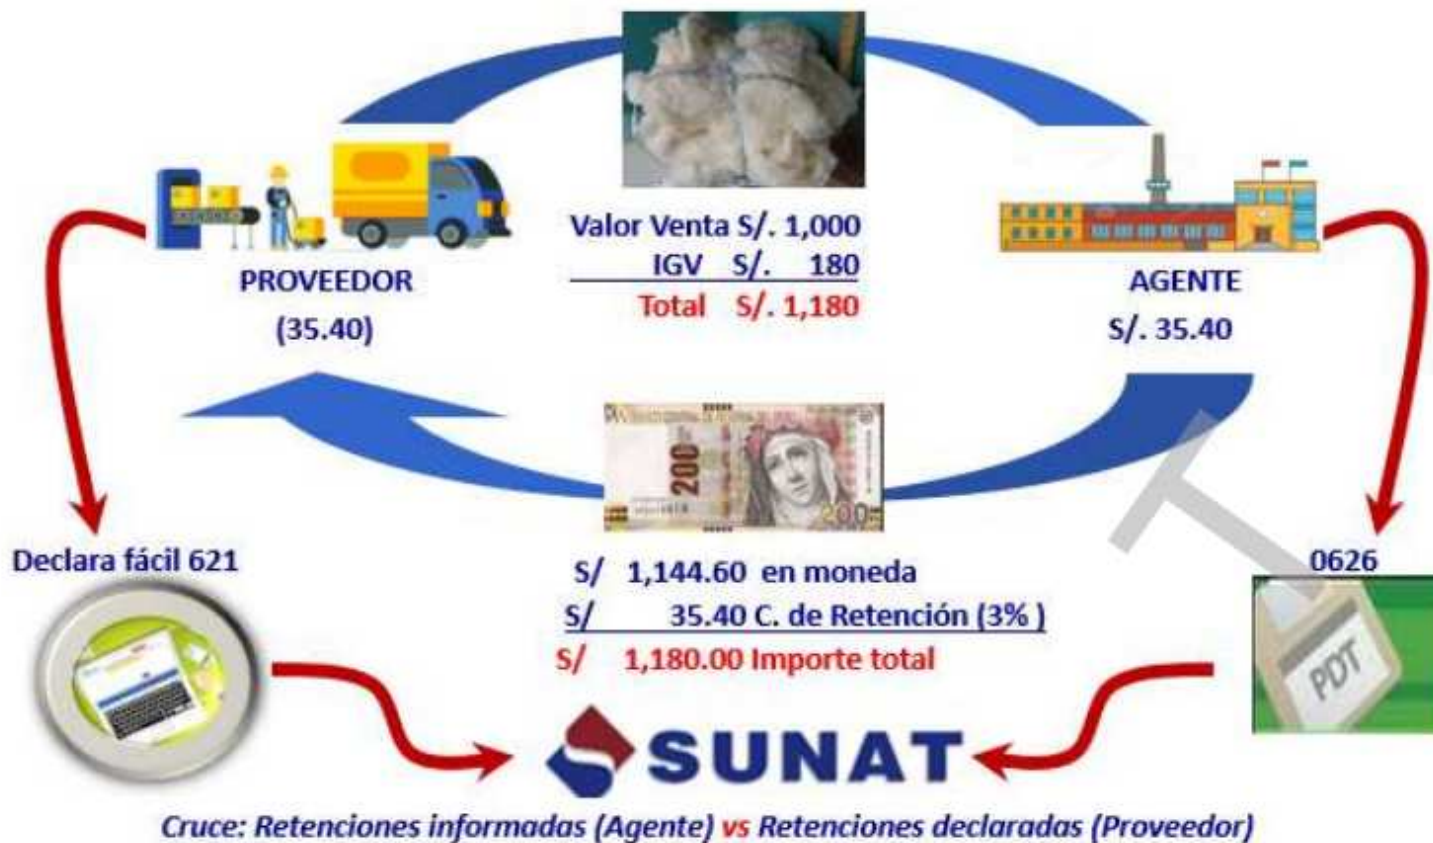 Valor Venta S/. 1,000
IGV S/. 180
Total S/. 1,180
PROVEEDOR
(35.40)
AGENTE
S/. 35.40
200
200
Declara fácil 621
0626
S/ 1,144.60 en moneda
S/ 35.40 C. de Retención (3% )
S/ 1,180.00 Importe total
PDT
SUNAT
Cruce: Retenciones informadas (Agente) vs Retenciones declaradas (Proveedor)